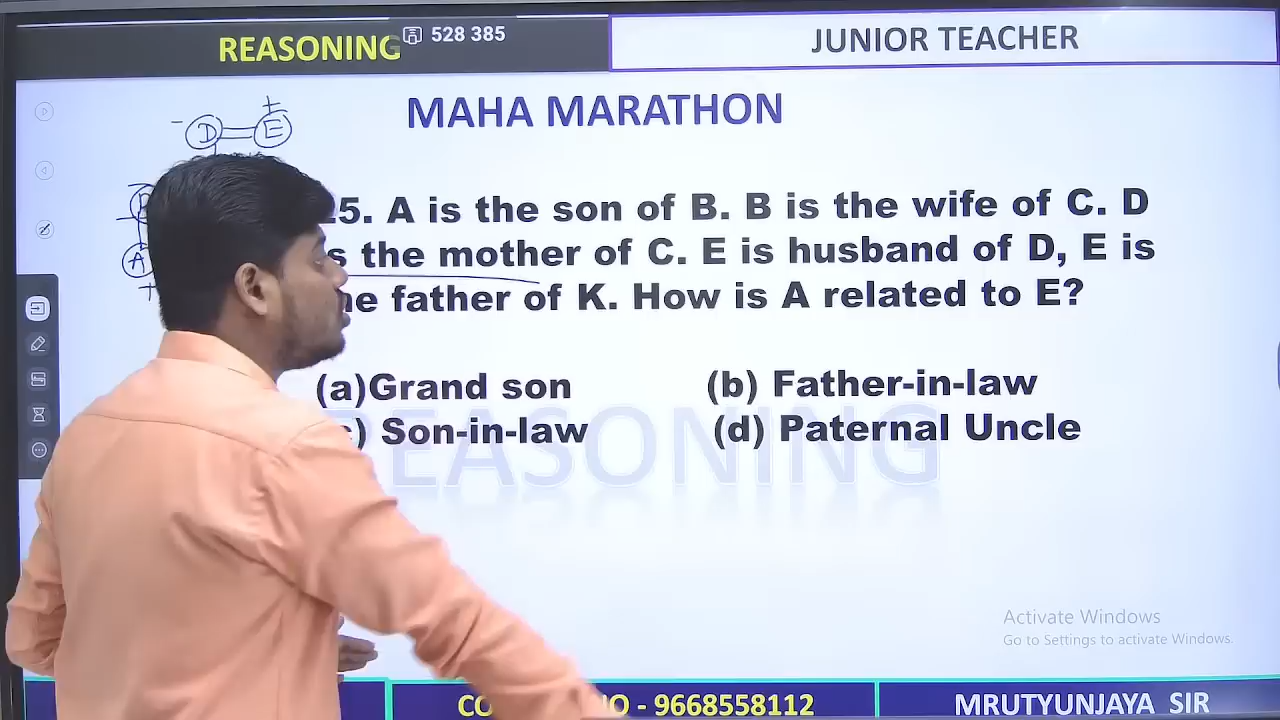 REASONING
528 385
JUNIOR TEACHER
MAHA MARATHON
D E
A
5. A is the son of B. B is the wife of C. D
the mother of C. E is husband of D, E is
father of K. How is A related to E?
(a)Grand son (b) Father-in-law
) Son-in-law (d) Paternal Uncle
REASONING
Activate Windows
Go to Settings to activate Windows.
- 9668558112
MRUTYUNJAYA SIR